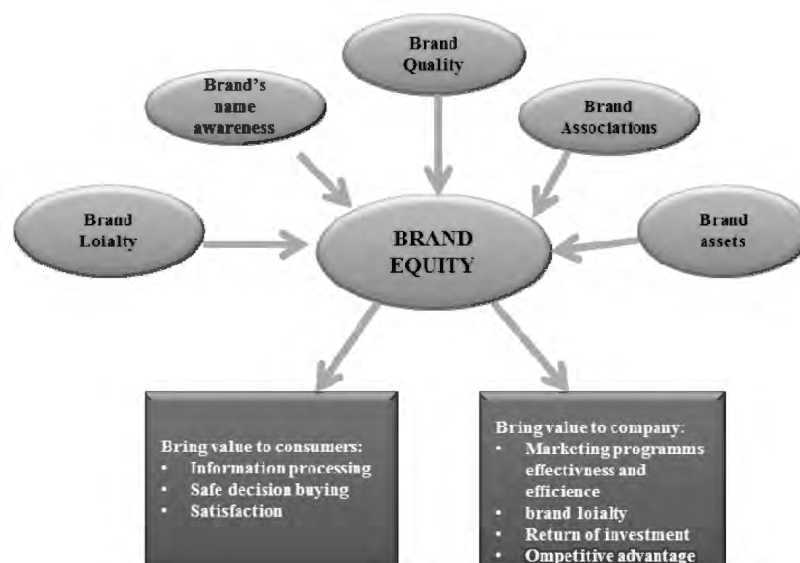 Brand
Quality
Brand's
name
awareness
Brand
Associations
Brand
Loialty
BRAND
EQUITY
Brand
assets
Bring value to consumers:
• Information processing
• Safe decision buying
• Satisfaction
Bring value to company:
• Marketing programms
effectivness and
efficience
• brand loialty
• Return of investment
• Ompetitive advantage